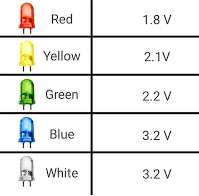 Red 1.8 V
Yellow 2.1V
Green 2.2 V
Blue 3.2 V
White 3.2 V